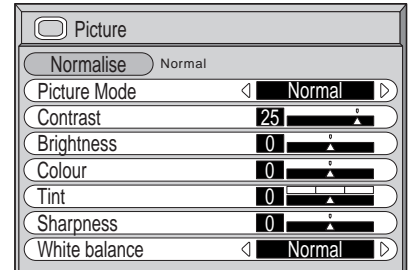 Picture
Normalise Normal
Picture Mode Normal
Contrast 25
Brightness 0
Colour 0
Tint 0
Sharpness 0
White balance Normal